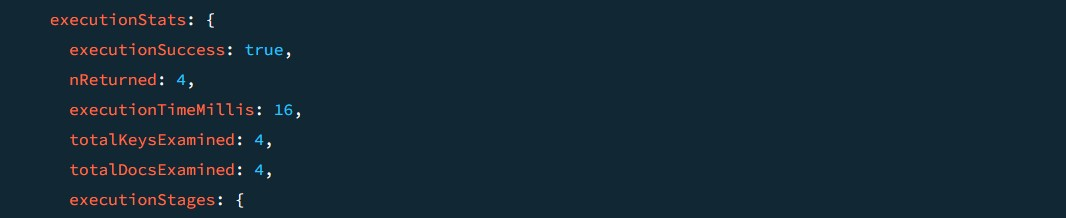 executionStats: {
executionSuccess: true,
nReturned: 4,
executionTimeMillis: 16,
totalKeysExamined: 4,
totalDocsExamined: 4,
executionStages: {